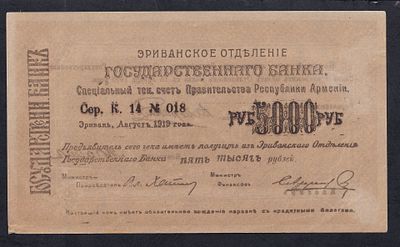 ГОСУДАРСТВЕННЫЙ БАНКЪ
ЭРИВАНСКОЕ ОТДѢЛЕНІЕ
ГОСУДАРСТВЕННАГО БАНКА.
Спеціальный тек. счетъ Правительства Республики Арменіи.
Сер. К. 14 № 018
РУБ 5000 РУБ
Эривань, Августъ 1919 года.
Предъявитель сего чека имѣетъ получить изъ Эриванскаго Отдѣленія
Государственнаго Банка ПЯТЬ ТЫСЯЧЪ рублей.
Министръ
Предсѣдатель
Министръ
Финансовъ
Настоящій чекъ имѣетъ обязательное хожденіе наравнѣ съ кредитными билетами.